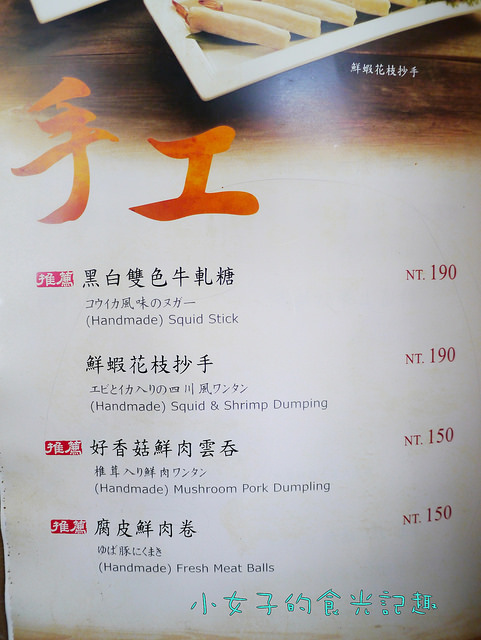 鮮蝦花枝抄手
手工
推薦 黑白雙色牛軋糖 NT. 190
コウイカ風味のヌガー
(Handmade) Squid Stick
鮮蝦花枝抄手 NT. 190
エビとイカ入りの四川風ワンタン
(Handmade) Squid & Shrimp Dumping
推薦 好香菇鮮肉雲吞 NT. 150
椎茸入り鮮肉ワンタン
(Handmade) Mushroom Pork Dumpling
推薦 腐皮鮮肉卷 NT. 150
ゆば豚にくまき
(Handmade) Fresh Meat Balls
小女子的食光記趣